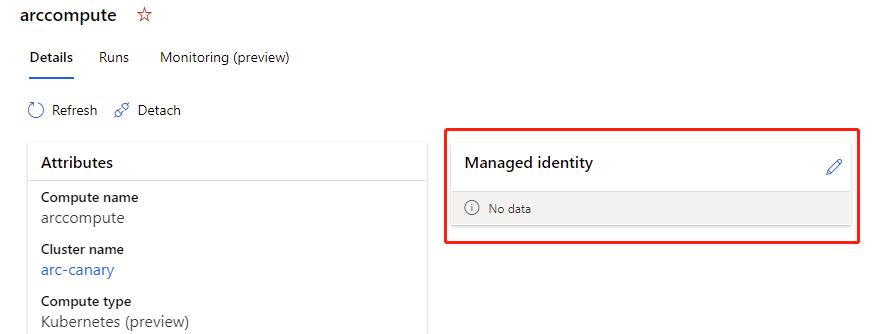 arccompute
Details Runs Monitoring (preview)
Refresh Detach
Attributes
Compute name
arccompute
Cluster name
arc-canary
Compute type
Kubernetes (preview)
Managed identity
No data